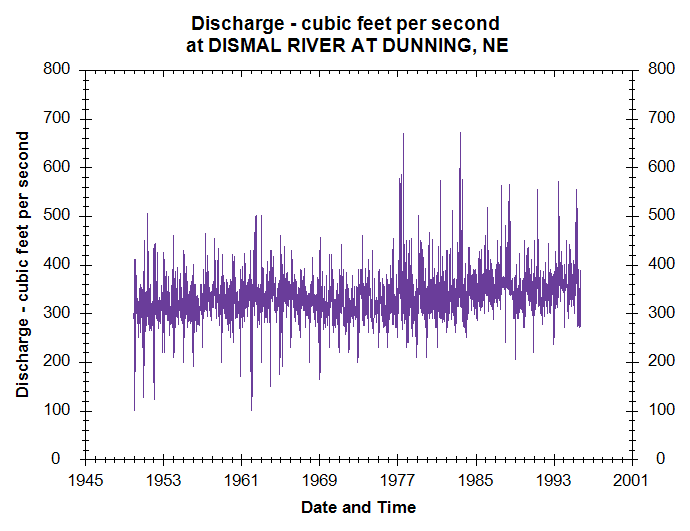 Discharge - cubic feet per second
at DISMAL RIVER AT DUNNING, NE
800 800
700 700
600 600
500 500
400 400
300 300
200 200
100 100
0 0
Discharge - cubic feet per second
1945 1953 1961 1969 1977 1985 1993 2001
Date and Time